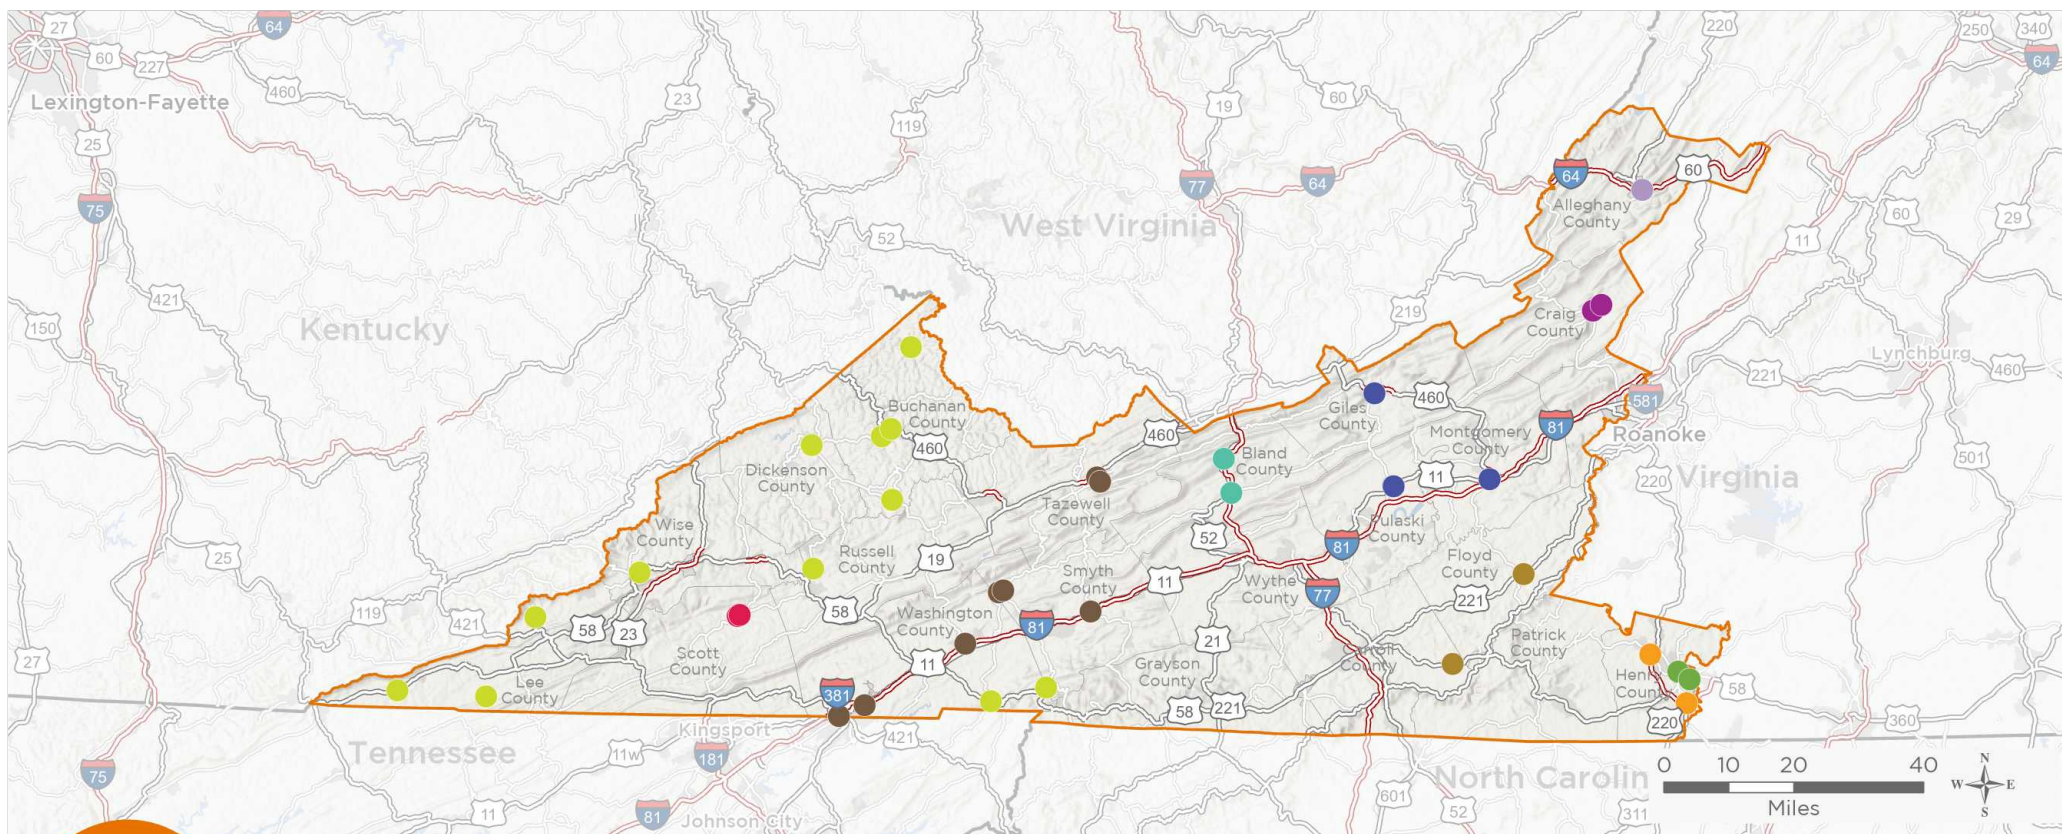 27
64
220
250
340
60
227
64
Lexington-Fayette
460
23
19
60
25
119
75
77
64
64
60
Alleghany
County
60
29
West Virginia
52
11
421
150
Kentucky
219
Craig
County
Lynchburg
221
460
581
Buchanan
County
460
460
Giles
County
460
81
Montgomery
County
Roanoke
Dickenson
County
Bland
County
11
501
220
Virginia
Tazewell
County
Wise
County
52
Pulaski
County
81
25
Russell
County
19
Floyd
County
Smyth
County
11
Wythe
County
77
221
119
421
58
23
58
Washington
County
81
21
Patrick
County
27
Scott
County
11
Grayson
County
Carroll
County
Lee
County
381
Henry
County
58
58
221
220
360
Kingsport
421
Tennessee
11w
181
75
North Carolin
0 10 20 40
Miles
N
W E
S
601
52
311
11
81
Johnson City